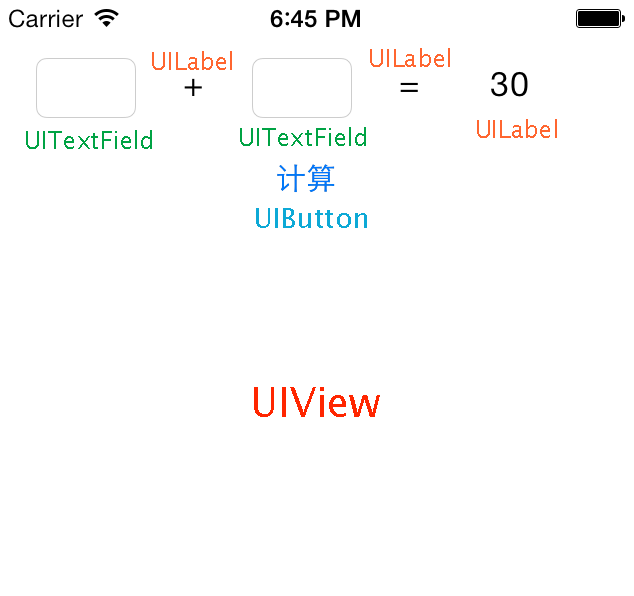 Carrier 6:45 PM
UILabel UILabel
+ = 30
UITextField UITextField UILabel
计算
UIButton
UIView